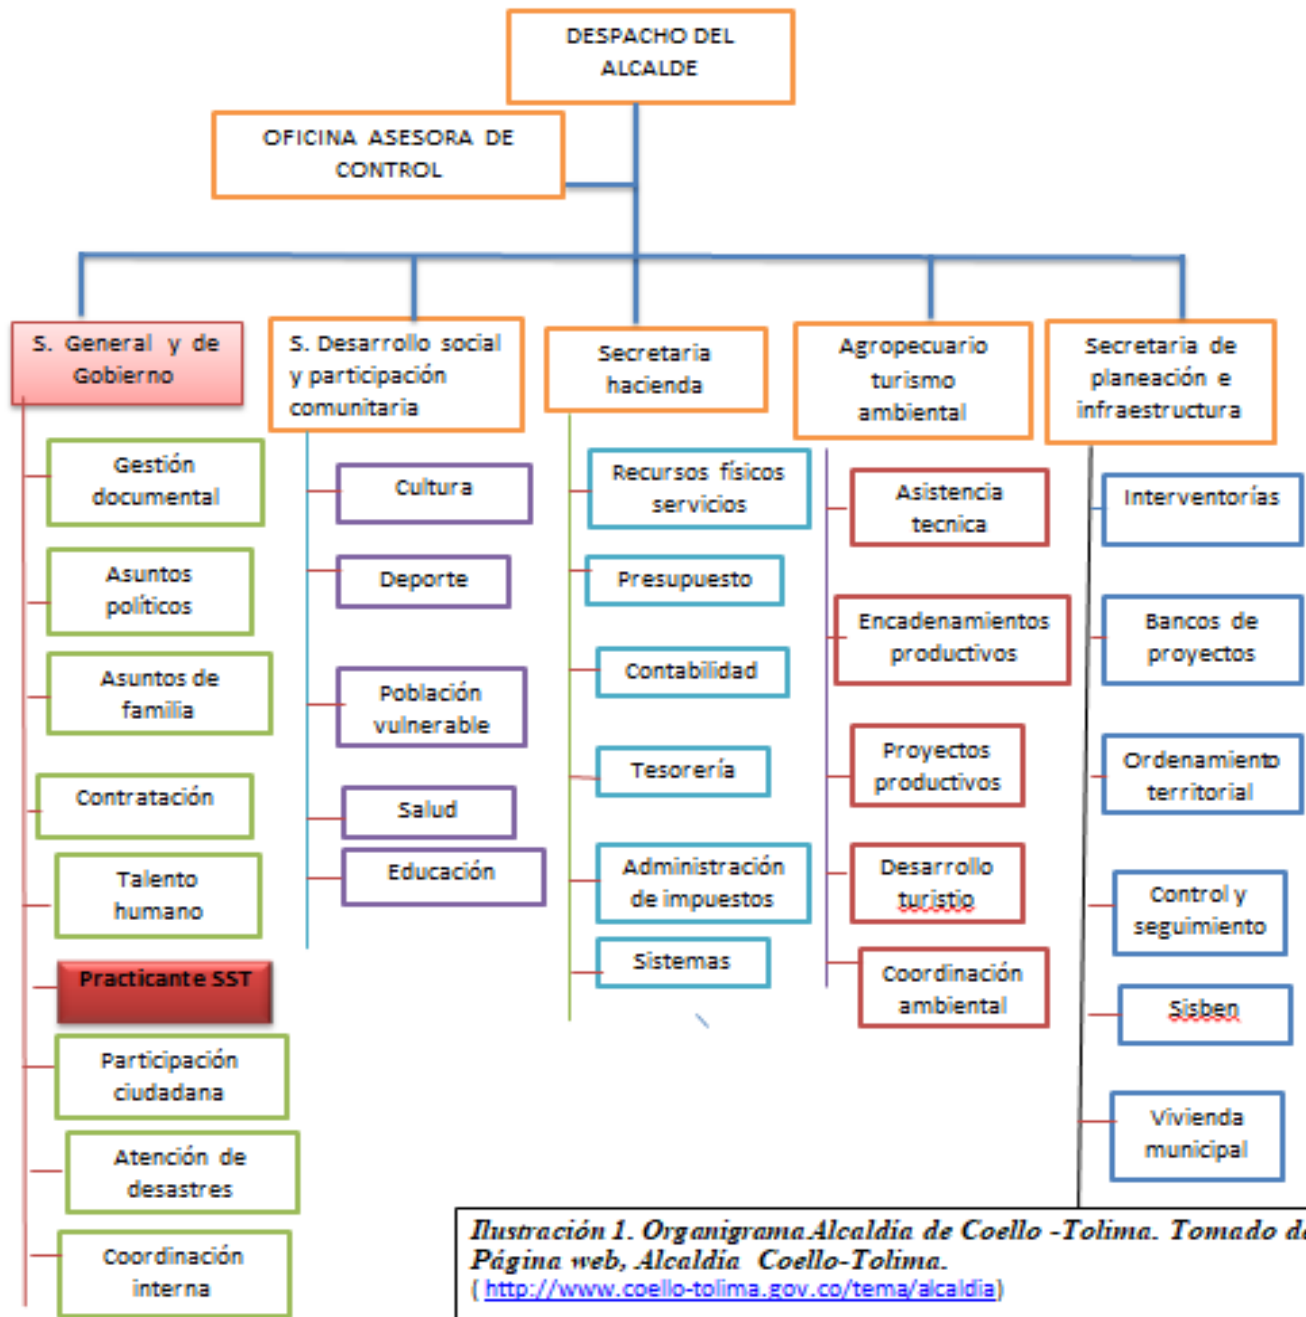 DESPACHO DEL
ALCALDE
OFICINA ASESORA DE
CONTROL
S. General y de
Gobierno
Gestión
documental
Asuntos
políticos
Asuntos de
familia
Contratación
Talento
humano
Practicante SST
Participación
ciudadana
Atención de
desastres
Coordinación
interna
S. Desarrollo social
y participación
comunitaria
Cultura
Deporte
Población
vulnerable
Salud
Educación
Secretaria
hacienda
Recursos físicos
servicios
Presupuesto
Contabilidad
Tesorería
Administración
de impuestos
Sistemas
Agropecuario
turismo
ambiental
Asistencia
tecnica
Encadenamientos
productivos
Proyectos
productivos
Desarrollo
turistio
Coordinación
ambiental
Secretaria de
planeación e
infraestructura
Interventorías
Bancos de
proyectos
Ordenamiento
territorial
Control y
seguimiento
Sisben
Vivienda
municipal
Ilustración 1. Organigrama Alcaldía de Coello -Tolima. Tomado de
Página web, Alcaldía Coello-Tolima.
( http://www.coello-tolima.gov.co/tema/alcaldia)